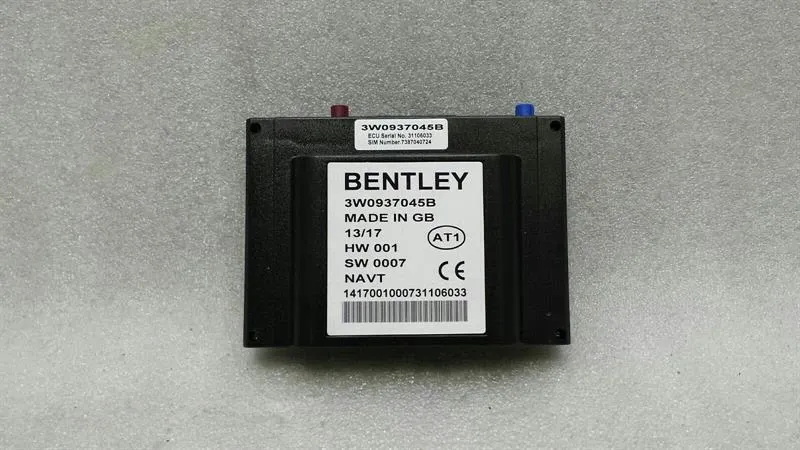 3W0937045B
ECU Serial No. 31106033
SIM Number.7387040724
BENTLEY
3W0937045B
MADE IN GB
13/17
HW 001
AT1
SW 0007
NAVT
CE
1417001000731106033